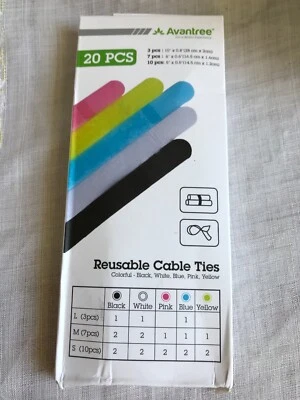 Avantree®
20 PCS
3 pcs
7 pcs
10 pcs
Reusable Cable Ties
Colorful - Black, White, Blue, Pink, Yellow
Black White Pink Blue Yellow
L (3pcs) 1 1 1
M (7pcs) 2 2 1 1 1
S (10pcs) 2 2 2 2 2